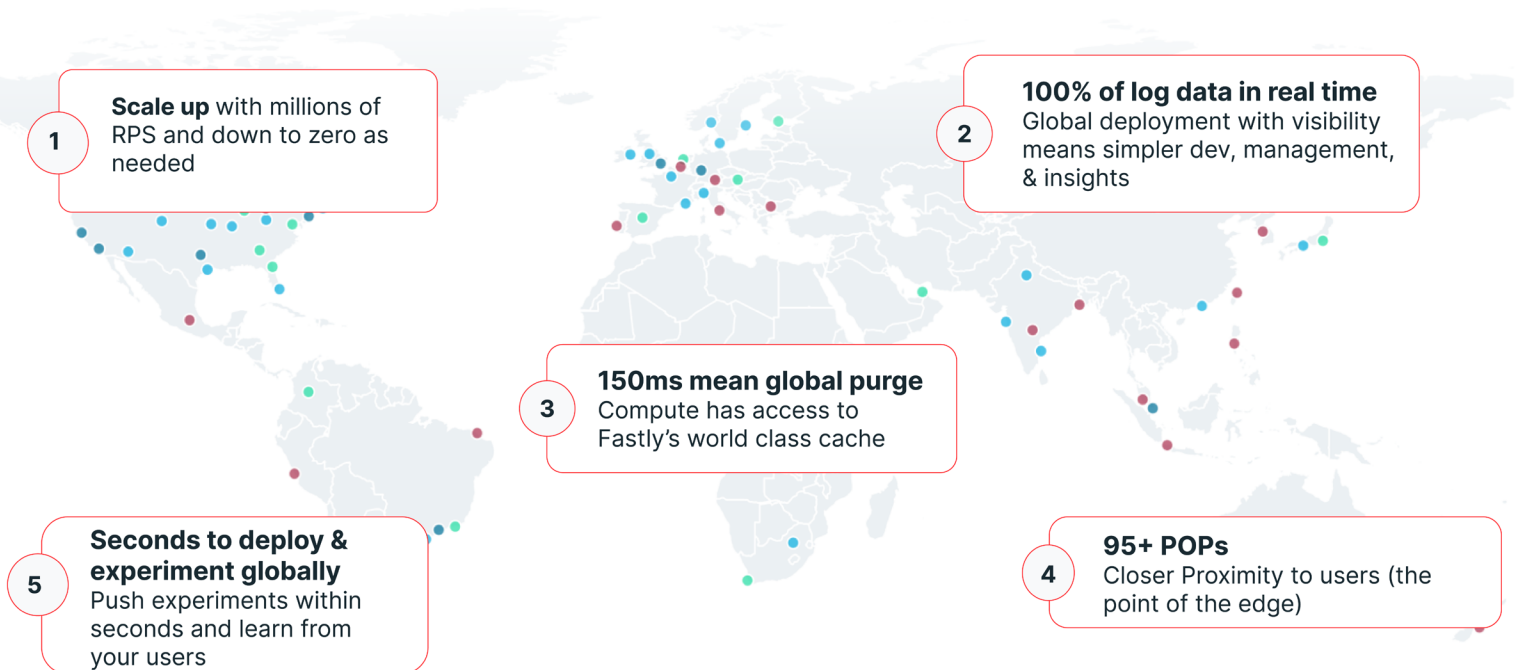 1
Scale up with millions of
RPS and down to zero as
needed
2
100% of log data in real time
Global deployment with visibility
means simpler dev, management,
& insights
3
150ms mean global purge
Compute has access to
Fastly’s world class cache
4
95+ POPs
Closer Proximity to users (the
point of the edge)
5
Seconds to deploy &
experiment globally
Push experiments within
seconds and learn from
your users